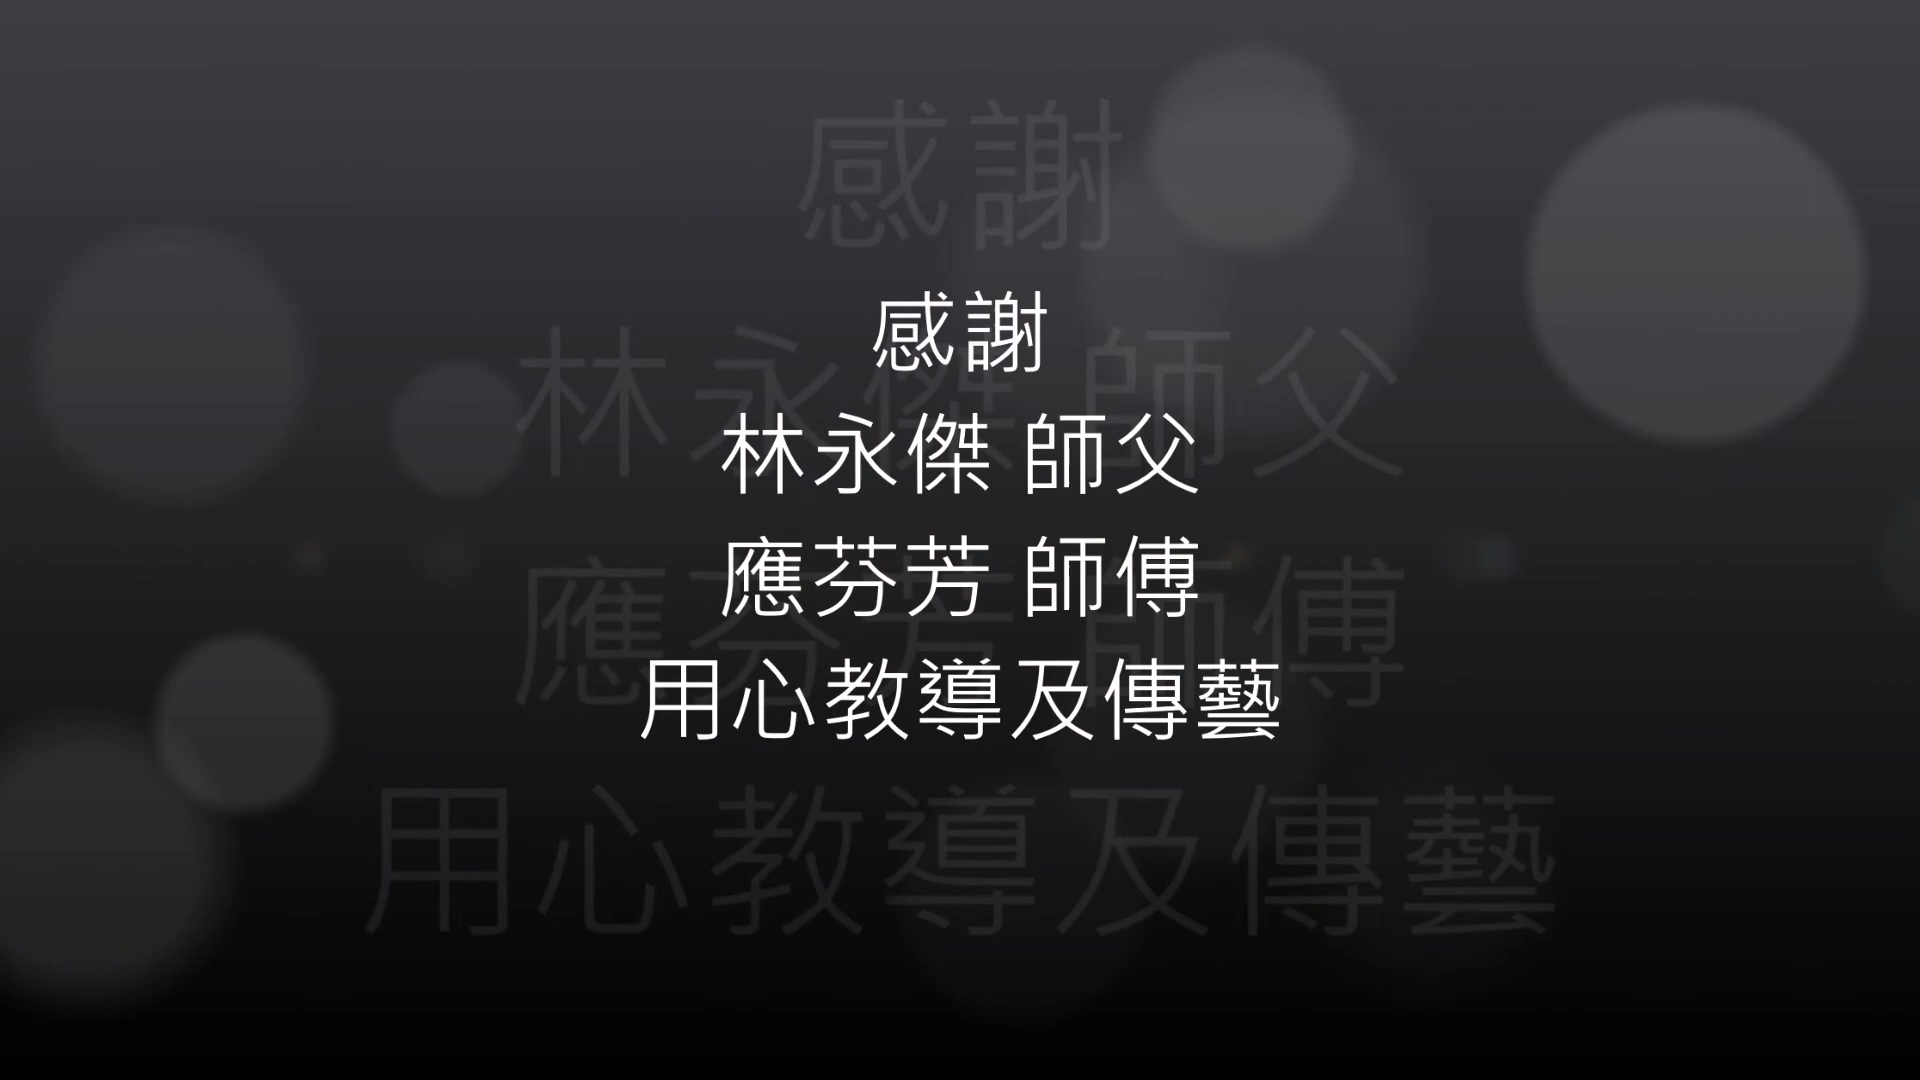 感謝
林永傑 師父
應芬芳 師傅
用心教導及傳藝